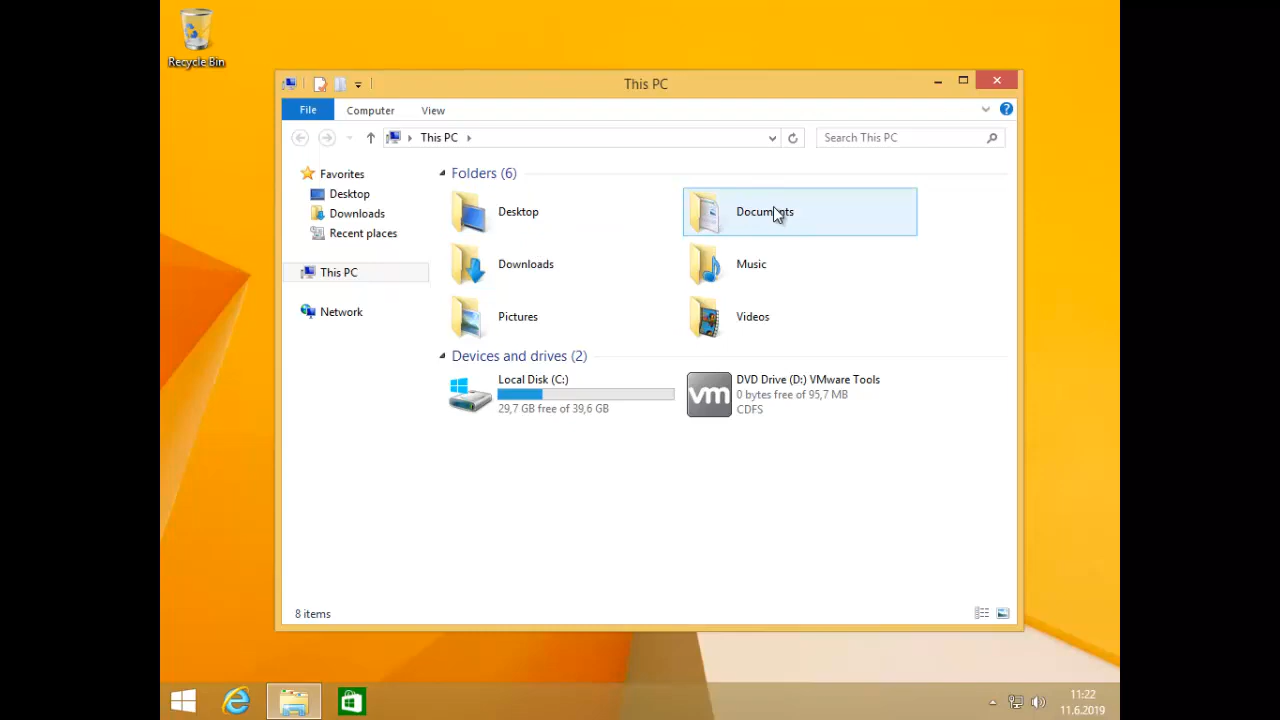 Recycle Bin
This PC
File
Computer
View
This PC
Search This PC
Favorites
Desktop
Downloads
Recent places
This PC
Network
Folders (6)
Desktop
Documents
Downloads
Music
Pictures
Videos
Devices and drives (2)
Local Disk (C:)
29,7 GB free of 39,6 GB
vm
DVD Drive (D:) VMware Tools
0 bytes free of 95,7 MB
CDFS
8 items
11:22
11.6.2019